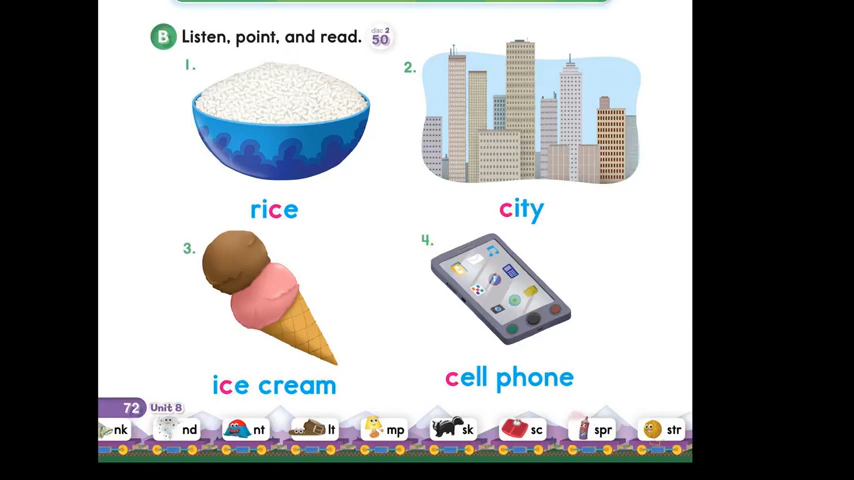 B Listen, point, and read. disc 2 50
1.
2.
rice
city
3.
4.
ice cream
cell phone
72 Unit 8
nk nd nt lt mp sk sc spr str